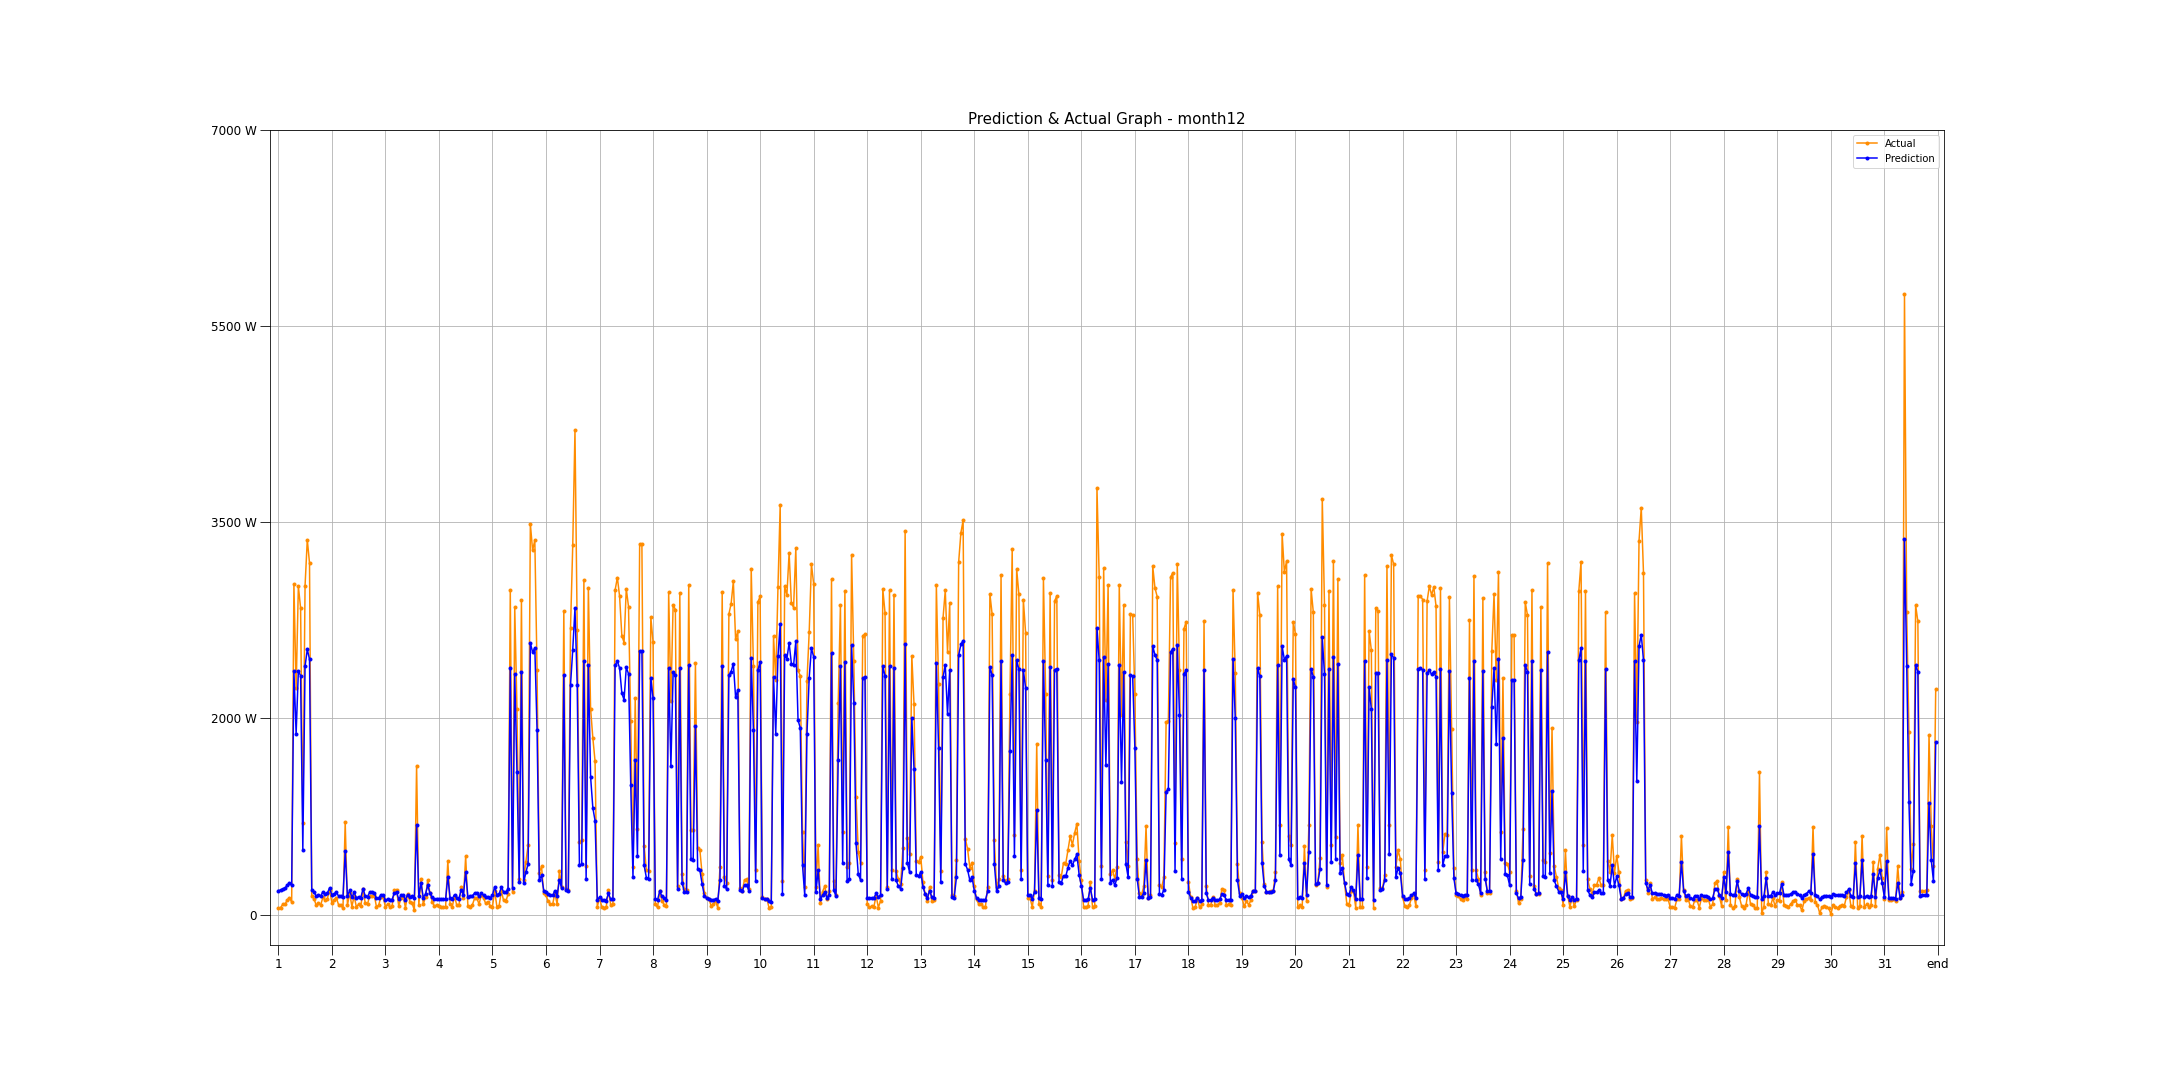 Prediction & Actual Graph - month12
7000 W
5500 W
3500 W
2000 W
0
Actual
Prediction
1 2 3 4 5 6 7 8 9 10 11 12 13 14 15 16 17 18 19 20 21 22 23 24 25 26 27 28 29 30 31 end